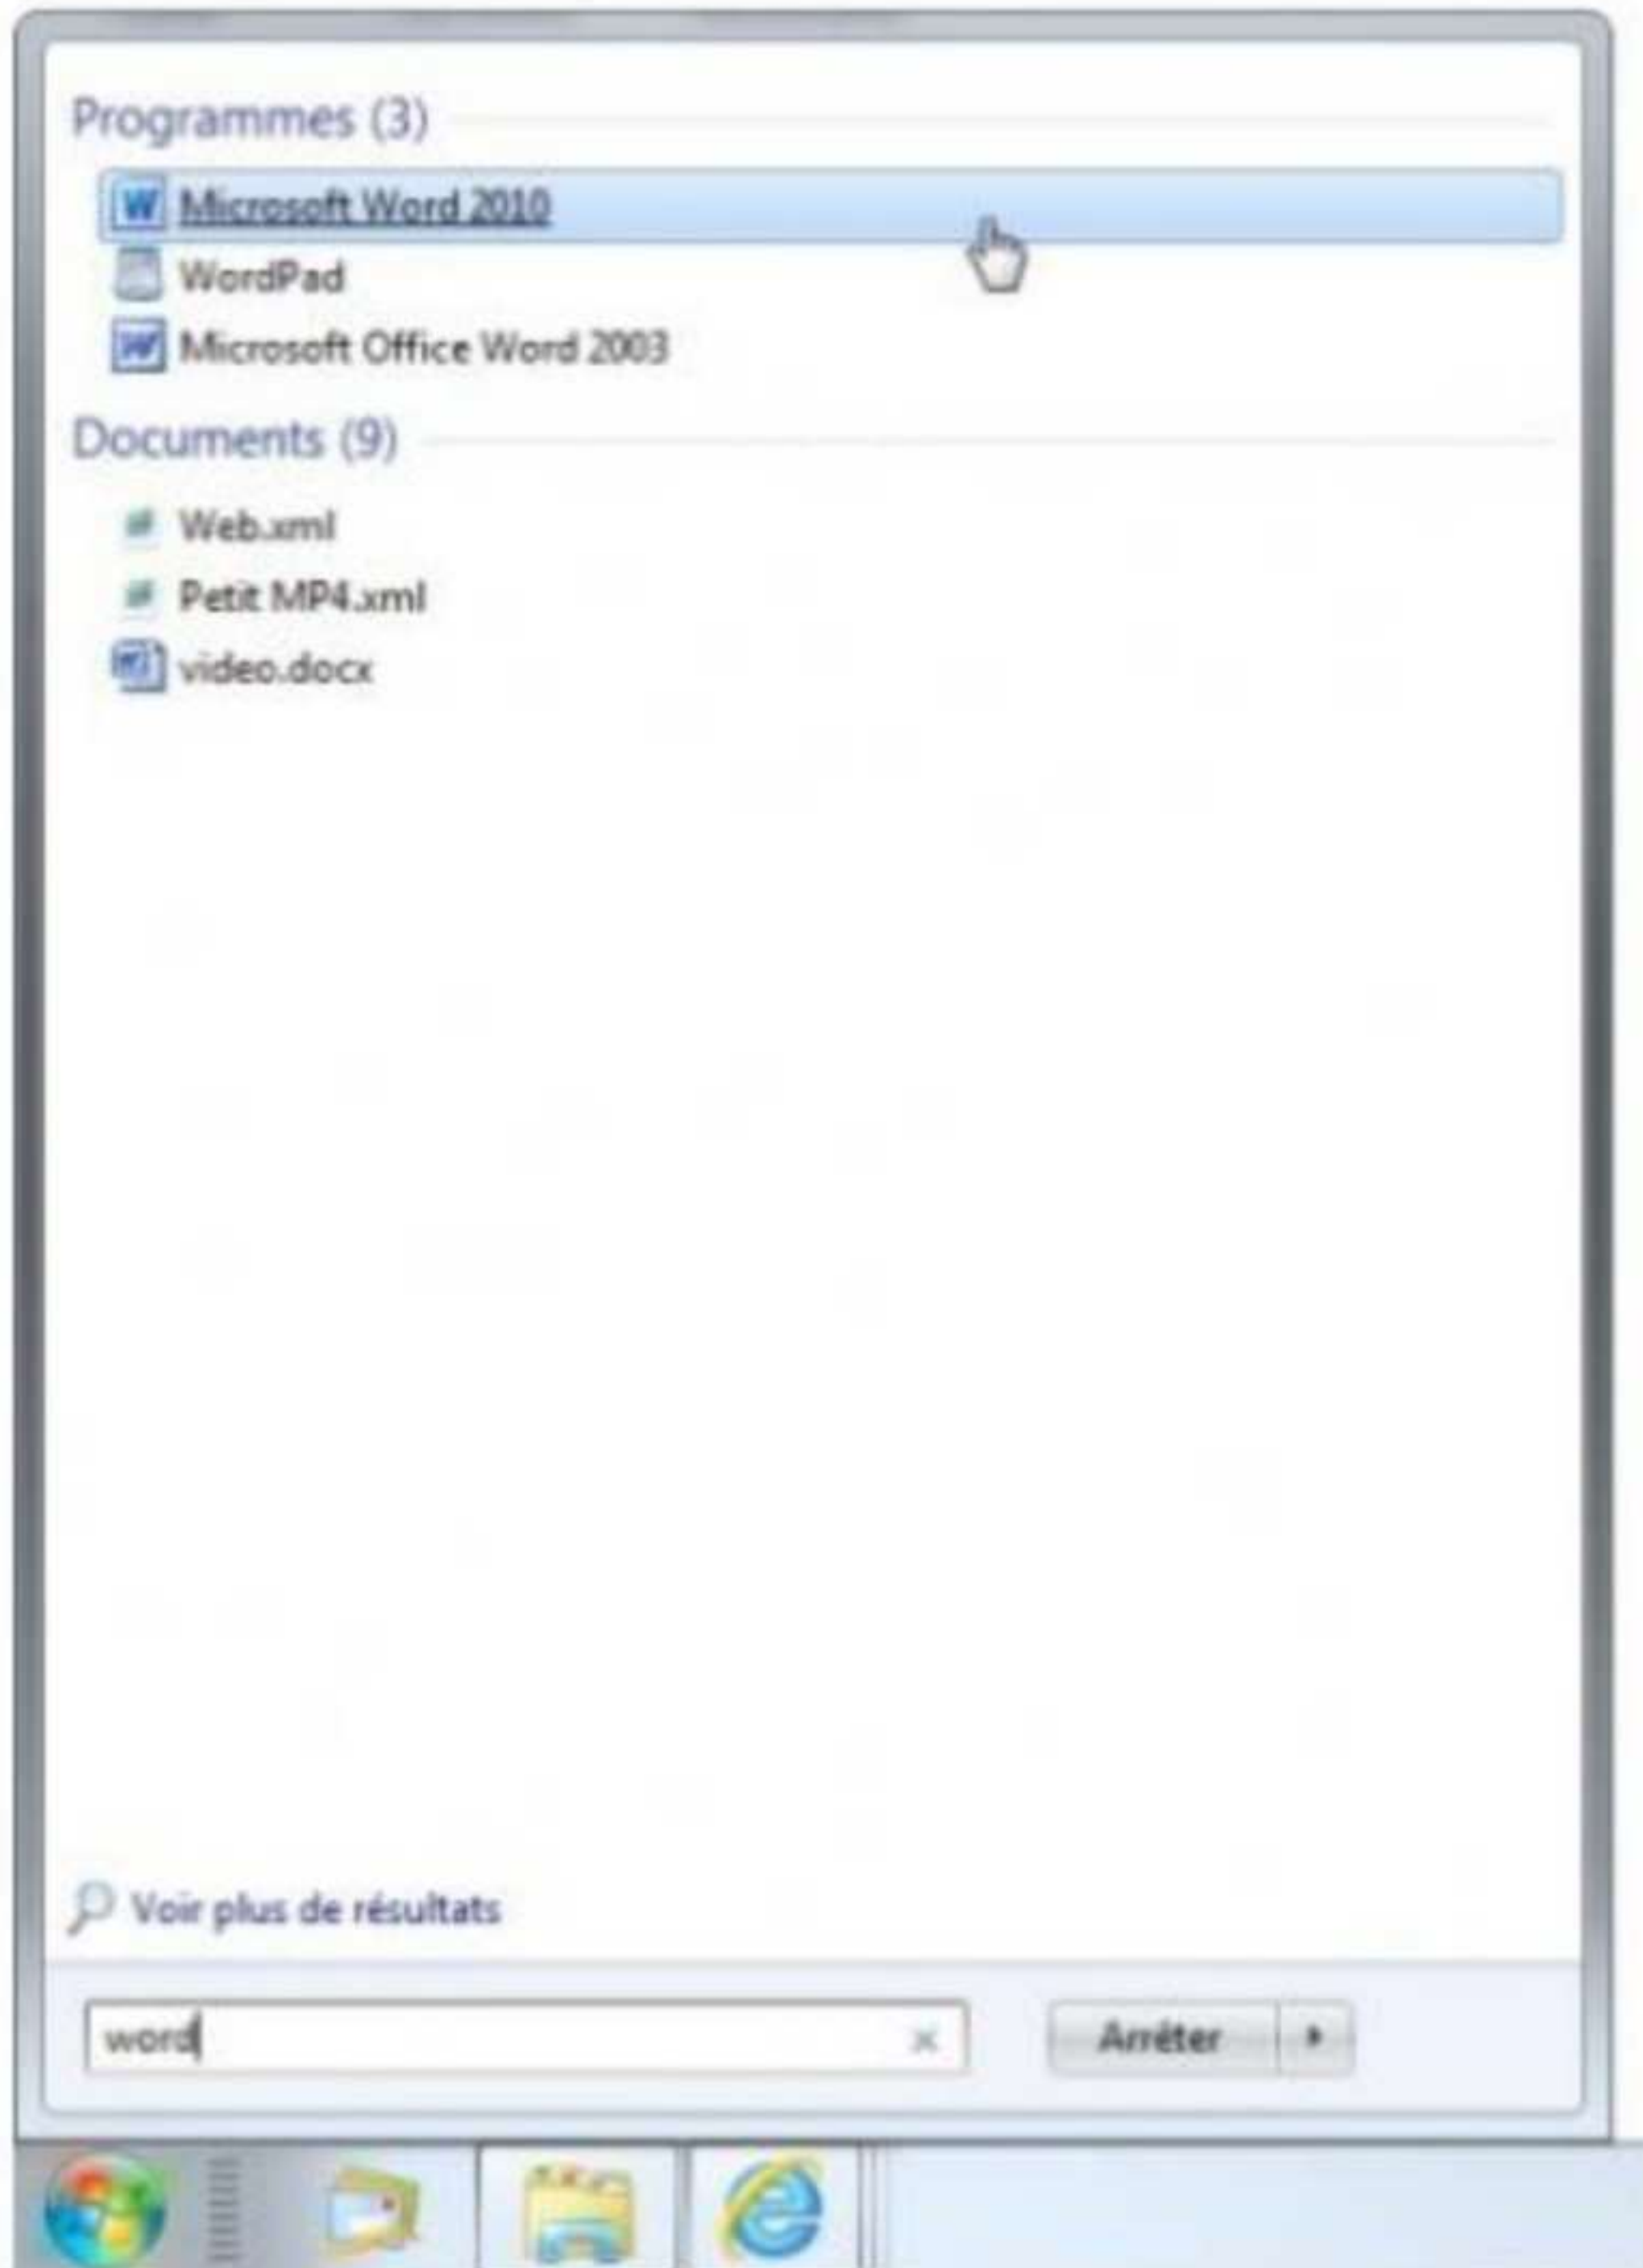 Programmes (3)
Microsoft Word 2010
WordPad
Microsoft Office Word 2003
Documents (9)
Web.xml
Petit MP4.xml
video.docx
Voir plus de résultats
word
Arrêter